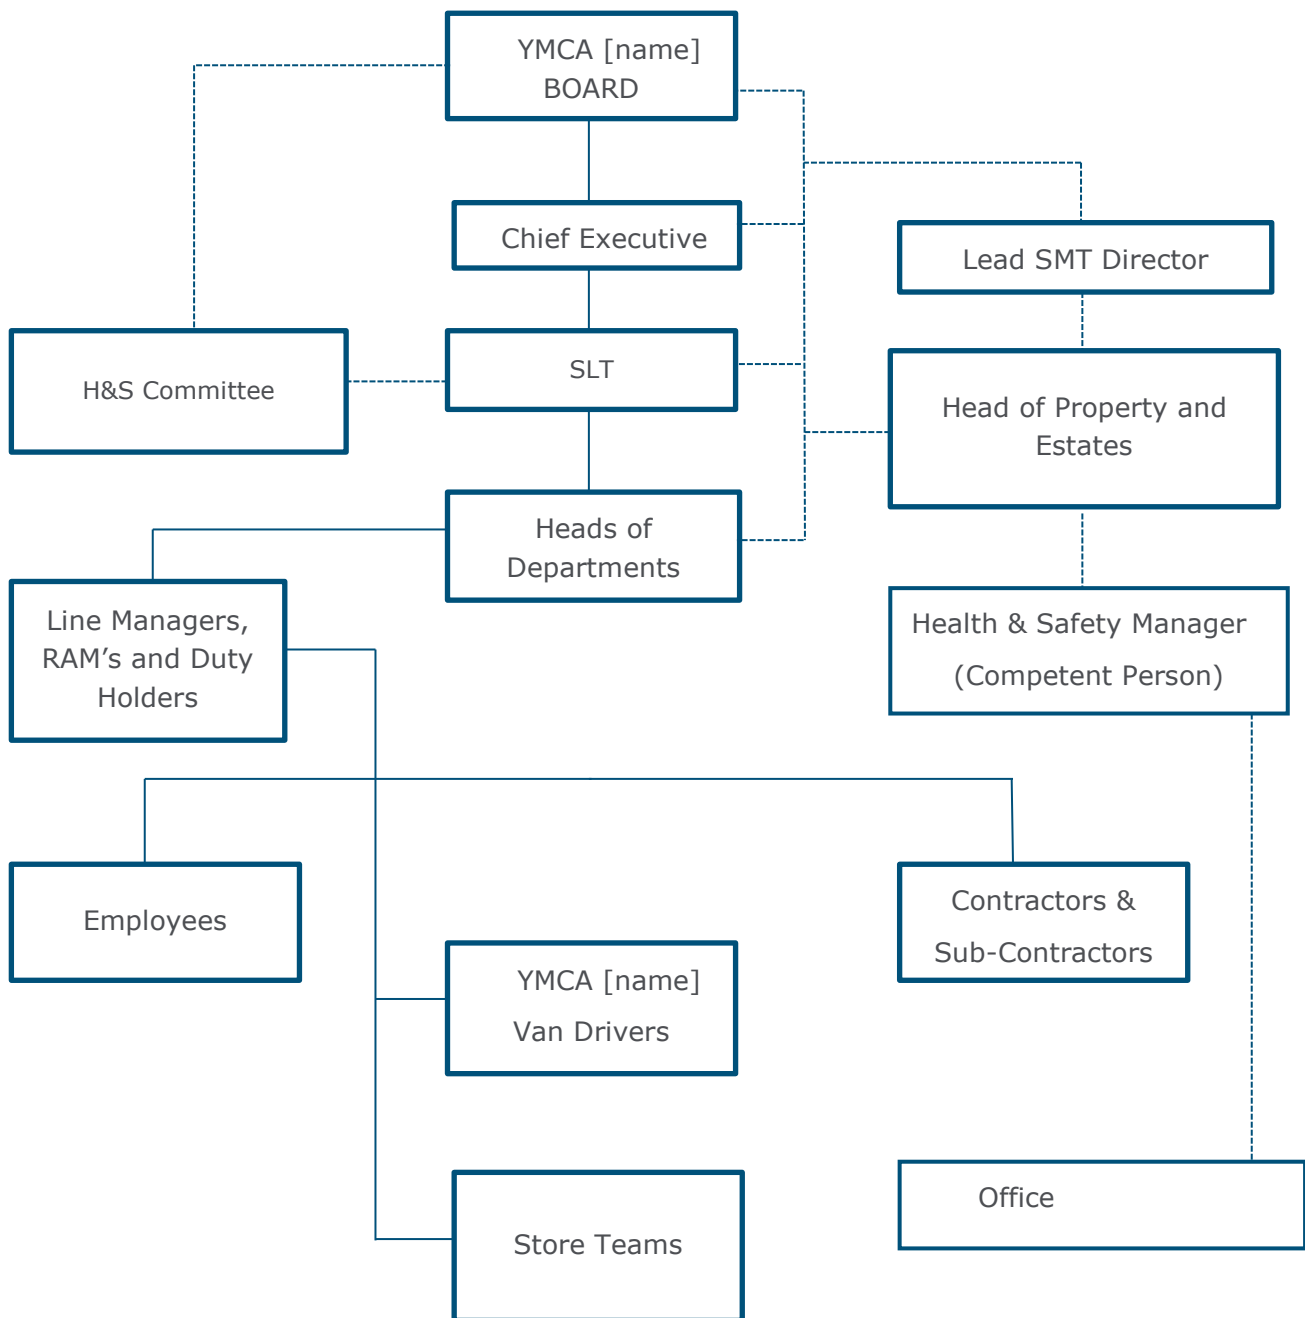 YMCA [name]
BOARD
Chief Executive
Lead SMT Director
H&S Committee
SLT
Head of Property and
Estates
Heads of
Departments
Line Managers,
RAM’s and Duty
Holders
Health & Safety Manager
(Competent Person)
Employees
Contractors &
Sub-Contractors
YMCA [name]
Van Drivers
Office
Store Teams